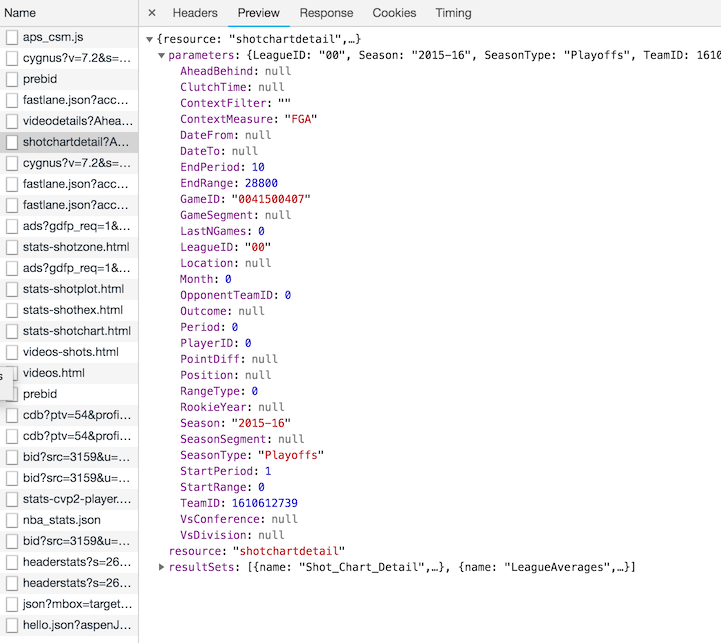 Name
× Headers Preview Response Cookies Timing
aps_csm.js
cygnus?v=7.2&s=...
prebid
fastlane.json?acc...
videodetails?Ahea...
shotchartdetail?A...
cygnus?v=7.2&s=...
fastlane.json?acc...
fastlane.json?acc...
ads?gdfp_req=1&...
stats-shotzone.html
ads?gdfp_req=1&...
stats-shotplot.html
stats-shothex.html
stats-shotchart.html
videos-shots.html
s
videos.html
prebid
cdb?ptv=54&profi...
cdb?ptv=54&profi...
bid?src=3159&u=...
bid?src=3159&u=...
stats-cvp2-player....
nba_stats.json
bid?src=3159&u=...
headerstats?s=26...
headerstats?s=26...
json?mbox=target...
hello.json?aspenJ...
▼{resource: "shotchartdetail",…}
▼parameters: {LeagueID: "00", Season: "2015-16", SeasonType: "Playoffs", TeamID: 1610
AheadBehind: null
ClutchTime: null
ContextFilter: ""
ContextMeasure: "FGA"
DateFrom: null
DateTo: null
EndPeriod: 10
EndRange: 28800
GameID: "0041500407"
GameSegment: null
LastNGames: 0
LeagueID: "00"
Location: null
Month: 0
OpponentTeamID: 0
Outcome: null
Period: 0
PlayerID: 0
PointDiff: null
Position: null
RangeType: 0
RookieYear: null
Season: "2015-16"
SeasonSegment: null
SeasonType: "Playoffs"
StartPeriod: 1
StartRange: 0
TeamID: 1610612739
VsConference: null
VsDivision: null
resource: "shotchartdetail"
▶resultSets: [{name: "Shot_Chart_Detail",…}, {name: "LeagueAverages",…}]